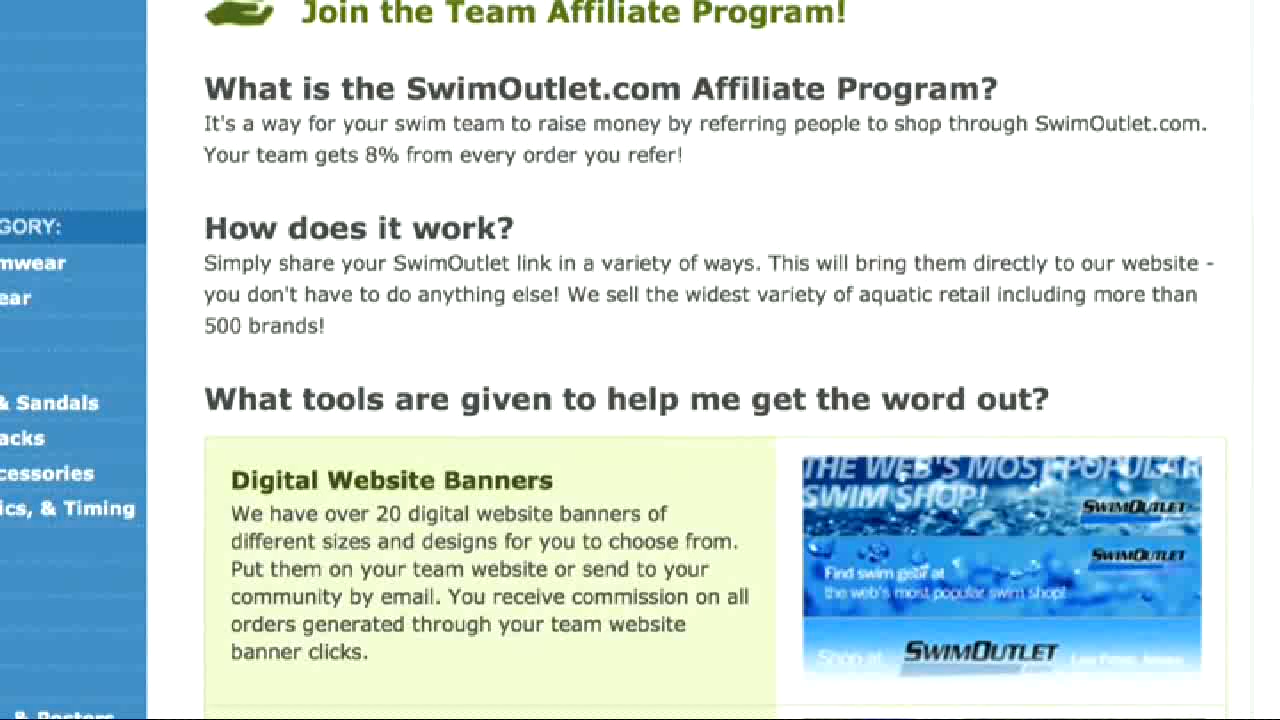 Join the Team Affiliate Program!
What is the SwimOutlet.com Affiliate Program?
It's a way for your swim team to raise money by referring people to shop through SwimOutlet.com.
Your team gets 8% from every order you refer!
How does it work?
Simply share your SwimOutlet link in a variety of ways. This will bring them directly to our website -
you don't have to do anything else! We sell the widest variety of aquatic retail including more than
500 brands!
What tools are given to help me get the word out?
Digital Website Banners
We have over 20 digital website banners of
different sizes and designs for you to choose from.
Put them on your team website or send to your
community by email. You receive commission on all
orders generated through your team website
banner clicks.
THE WEB'S MOST POPULAR
SWIM SHOP!
SWIMOUTLET
SWIMOUTLET
Find swim gear at
the web's most popular swim shop!
Shop at
SWIMOUTLET
GORY:
mwear
ear
& Sandals
acks
cessories
ics, & Timing
& Posters